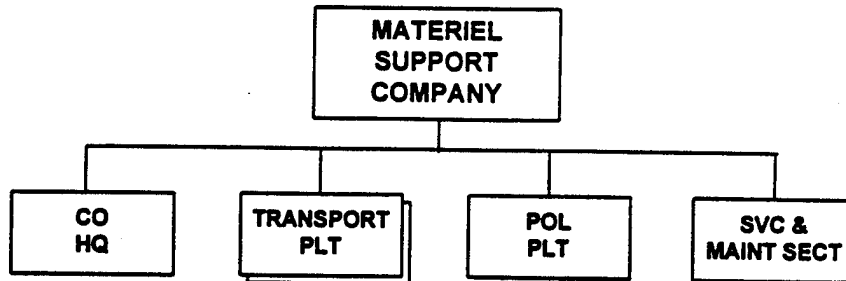 MATERIEL
SUPPORT
COMPANY
CO
HQ
TRANSPORT
PLT
POL
PLT
SVC &
MAINT SECT